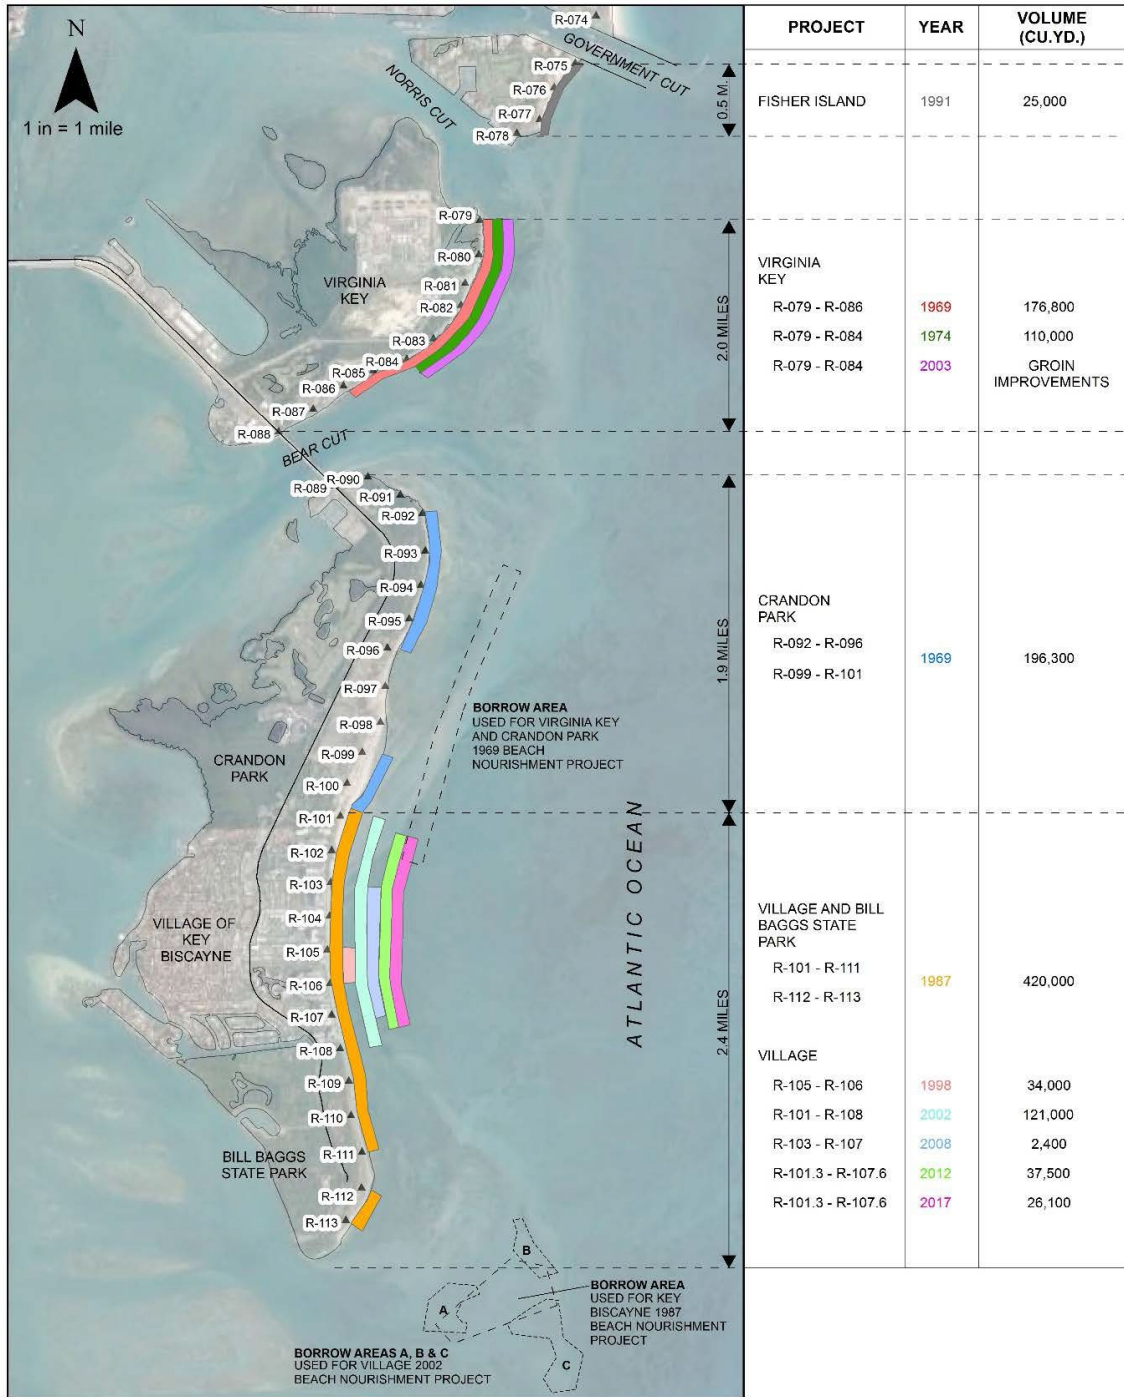 N
1 in = 1 mile
R-074
GOVERNMENT CUT
R-075
R-076
NORRIS CUT
R-077
R-078
0.5 M.
R-079
R-080
R-081
VIRGINIA
KEY
R-082
R-083
R-084
R-085
R-086
R-087
R-088
BEAR CUT
2.0 MILES
R-090
R-089
R-091
R-092
R-093
R-094
R-095
R-096
R-097
R-098
R-099
R-100
R-101
1.9 MILES
BORROW AREA
USED FOR VIRGINIA KEY
AND CRANDON PARK
1969 BEACH
NOURISHMENT PROJECT
CRANDON
PARK
R-102
R-103
R-104
R-105
R-106
R-107
R-108
R-109
R-110
R-111
R-112
R-113
VILLAGE OF
KEY
BISCAYNE
ATLANTIC OCEAN
2.4 MILES
BILL BAGGS
STATE PARK
B
A
C
BORROW AREA
USED FOR KEY
BISCAYNE 1987
BEACH NOURISHMENT
PROJECT
BORROW AREAS A, B & C
USED FOR VILLAGE 2002
BEACH NOURISHMENT PROJECT
PROJECT YEAR VOLUME
(CU.YD.)
FISHER ISLAND 1991 25,000
VIRGINIA
KEY
R-079 - R-086 1969 176,800
R-079 - R-084 1974 110,000
R-079 - R-084 2003 GROIN
IMPROVEMENTS
CRANDON
PARK
R-092 - R-096
1969 196,300
R-099 - R-101
VILLAGE AND BILL
BAGGS STATE
PARK
R-101 - R-111
1987 420,000
R-112 - R-113
VILLAGE
R-105 - R-106 1998 34,000
R-101 - R-108 2002 121,000
R-103 - R-107 2008 2,400
R-101.3 - R-107.6 2012 37,500
R-101.3 - R-107.6 2017 26,100